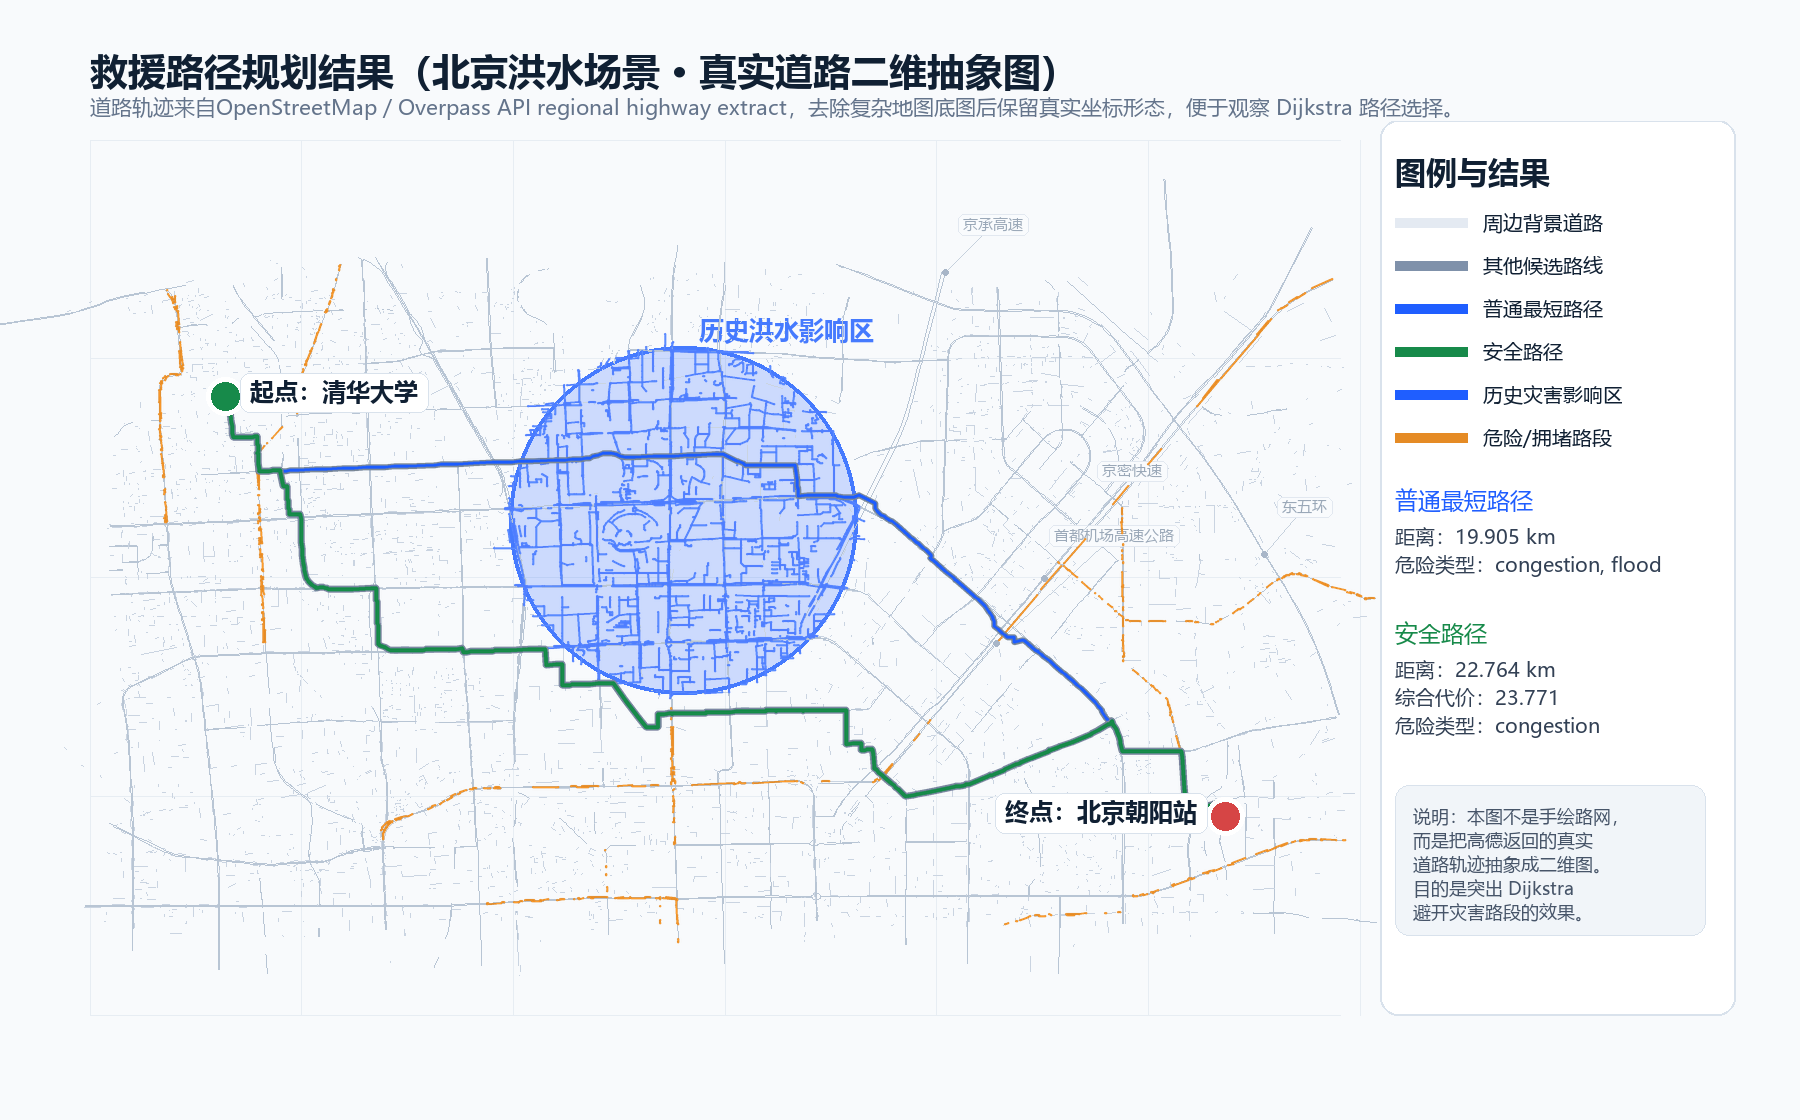 救援路径规划结果（北京洪水场景 • 真实道路二维抽象图）
道路轨迹来自OpenStreetMap / Overpass API regional highway extract，去除复杂地图底图后保留真实坐标形态，便于观察 Dijkstra 路径选择。
京承高速
历史洪水影响区
起点：清华大学
京密快速
东五环
首都机场高速公路
终点：北京朝阳站
图例与结果
周边背景道路
其他候选路线
普通最短路径
安全路径
历史灾害影响区
危险/拥堵路段
普通最短路径
距离：19.905 km
危险类型：congestion, flood
安全路径
距离：22.764 km
综合代价：23.771
危险类型：congestion
说明：本图不是手绘路网，
而是把高德返回的真实
道路轨迹抽象成二维图。
目的是突出 Dijkstra
避开灾害路段的效果。